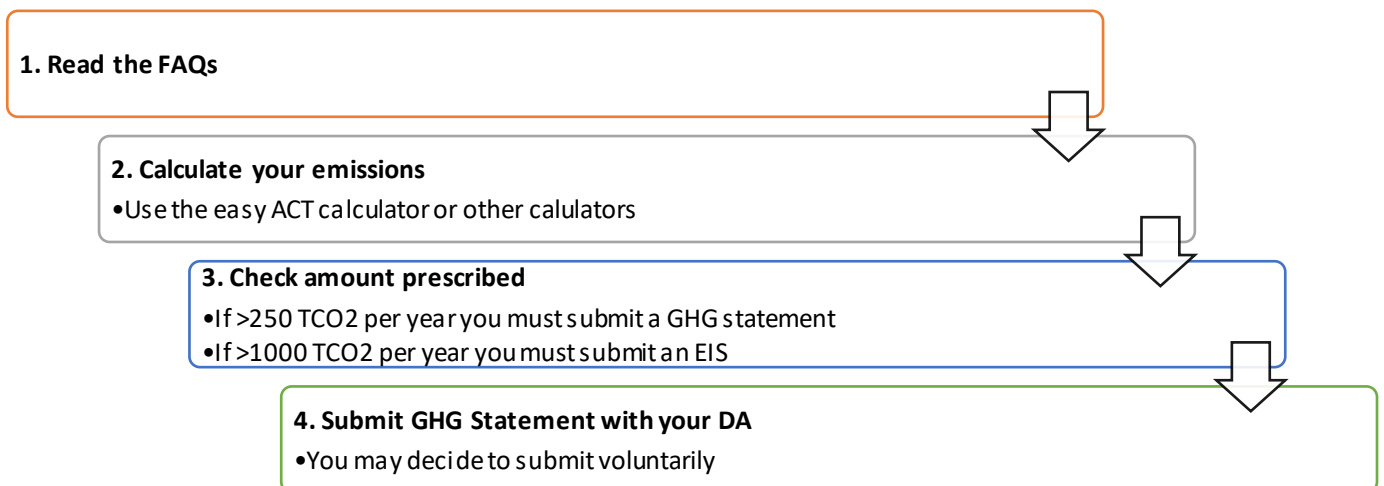 1. Read the FAQs
2. Calculate your emissions
•Use the easy ACT calculator or other calulators
3. Check amount prescribed
•If >250 TCO2 per year you must submit a GHG statement
•If >1000 TCO2 per year you must submit an EIS
4. Submit GHG Statement with your DA
•You may decide to submit voluntarily